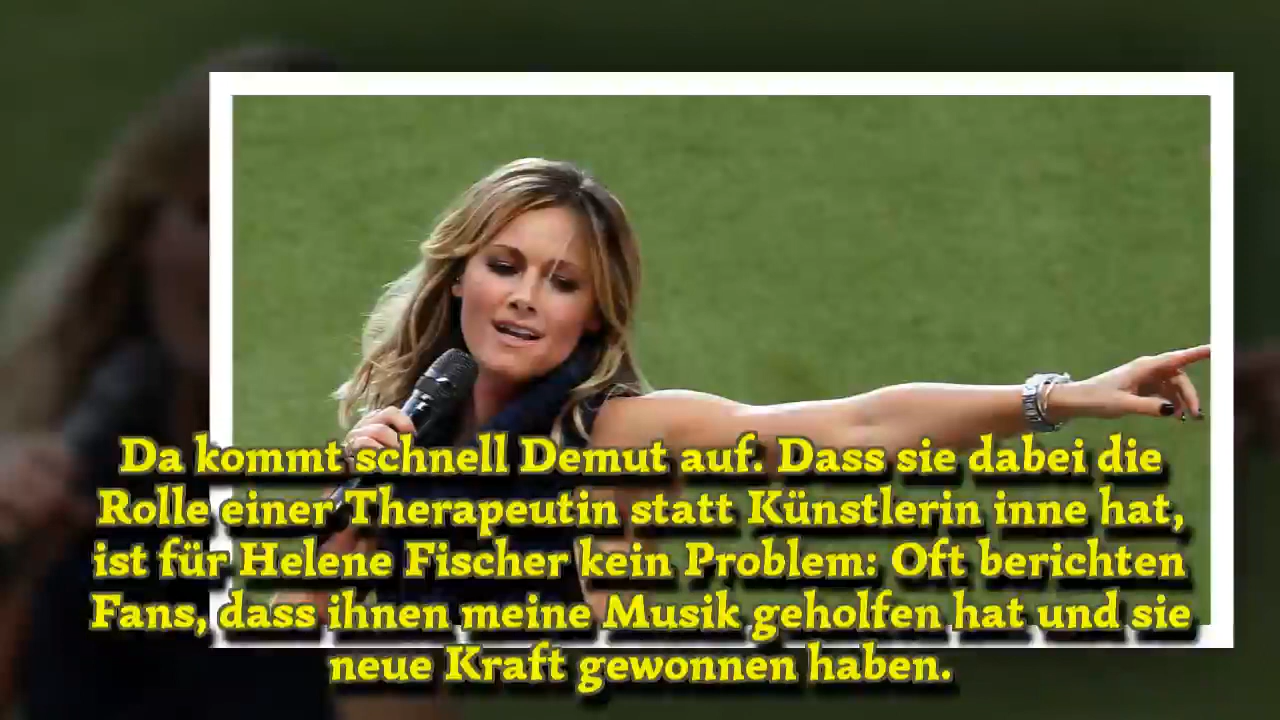 Da kommt schnell Demut auf. Dass sie dabei die
Rolle einer Therapeutin statt Künstlerin inne hat,
ist für Helene Fischer kein Problem: Oft berichten
Fans, dass ihnen meine Musik geholfen hat und sie
neue Kraft gewonnen haben.